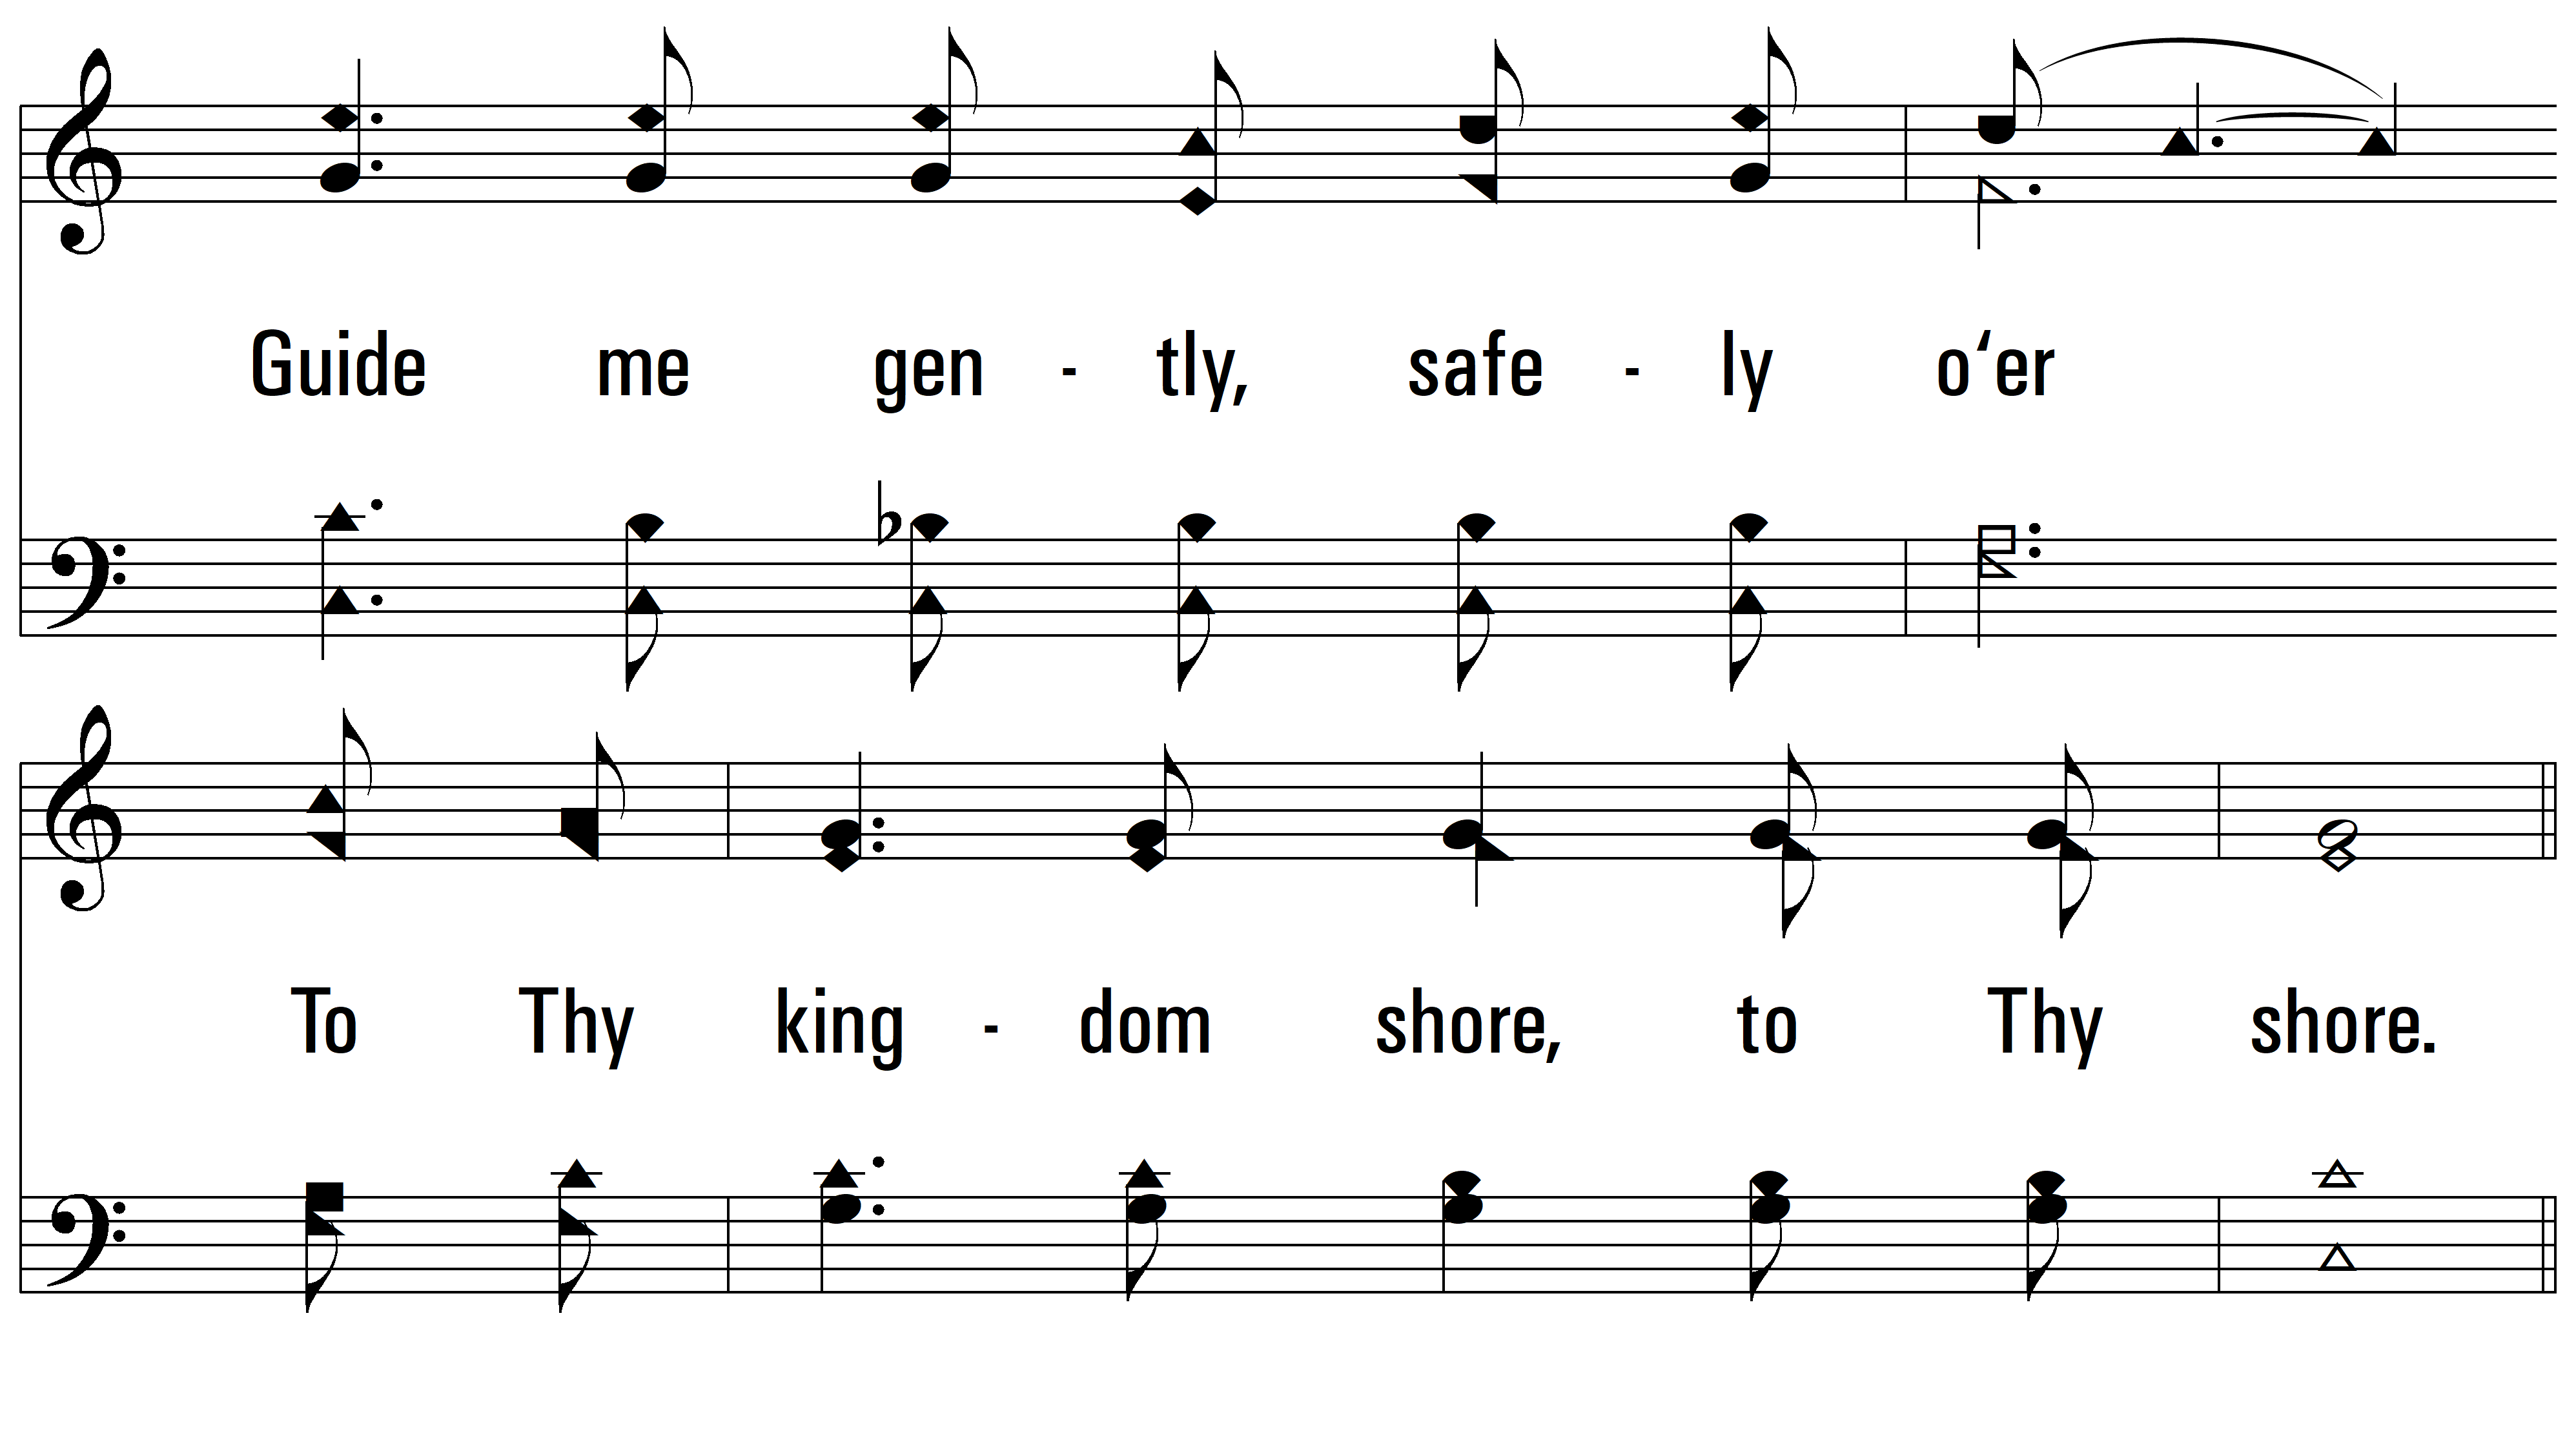 Guide me gen - tly, safe - ly o‘er
To Thy king - dom shore, to Thy shore.